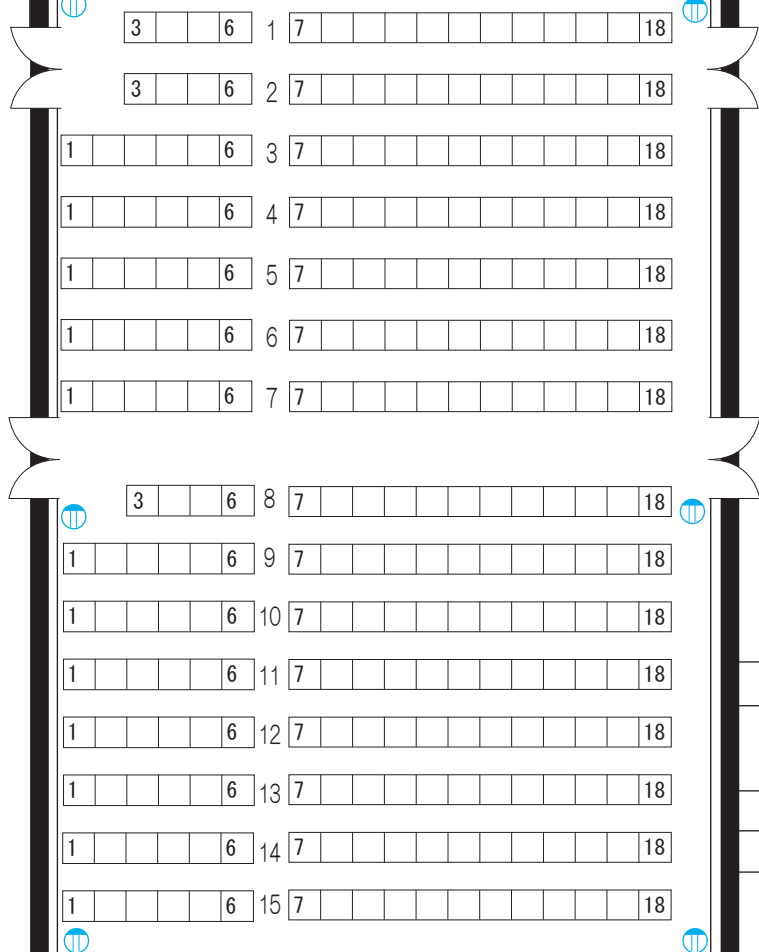 3 6 1 7 18
3 6 2 7 18
1 6 3 7 18
1 6 4 7 18
1 6 5 7 18
1 6 6 7 18
1 6 7 7 18
3 6 8 7 18
1 6 9 7 18
1 6 10 7 18
1 6 11 7 18
1 6 12 7 18
1 6 13 7 18
1 6 14 7 18
1 6 15 7 18